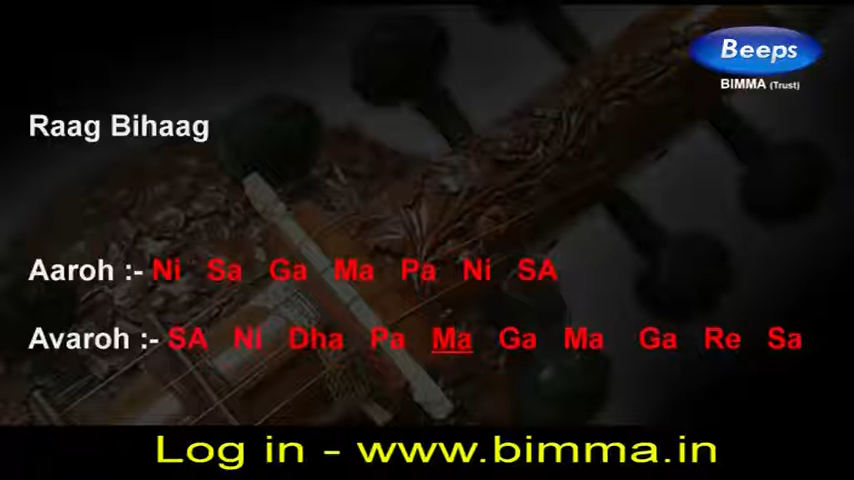 Beeps
BIMMA (Trust)
Raag Bihaag
Aaroh :- Ni Sa Ga Ma Pa Ni SA
Avaroh :- SA Ni Dha Pa Ma Ga Ma Ga Re Sa
Log in - www.bimma.in